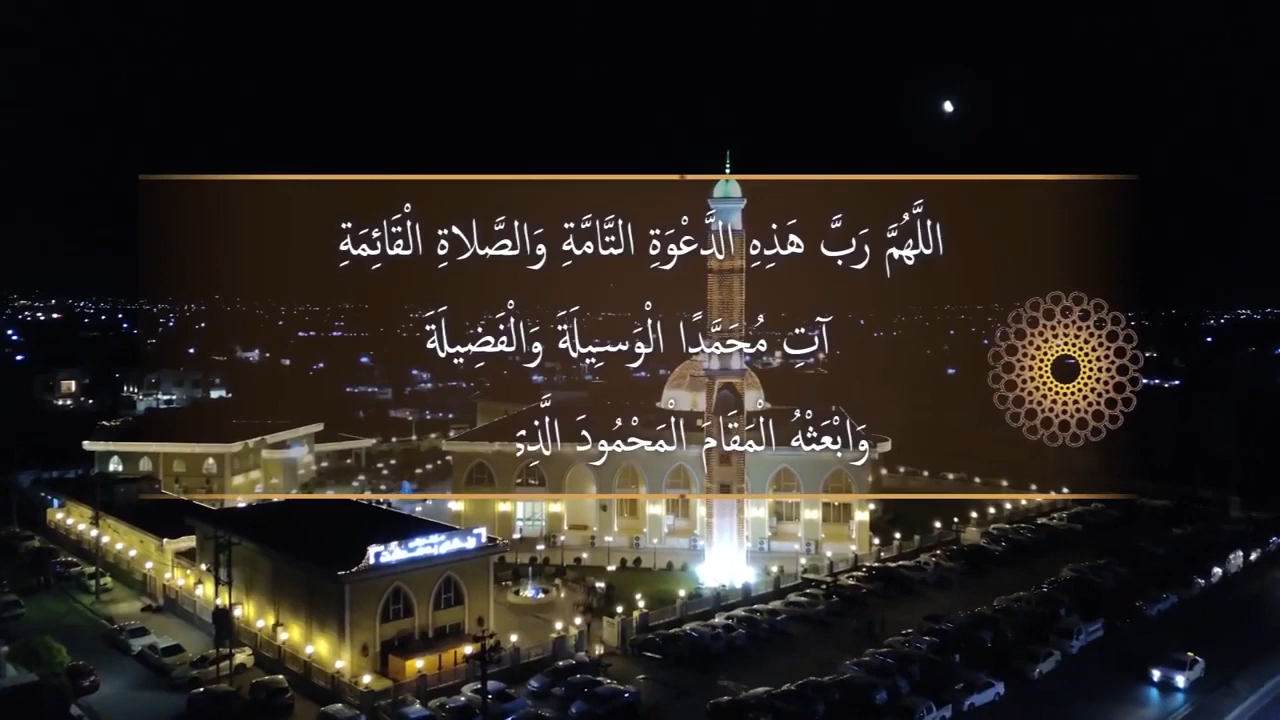 اللَّهُمَّ رَبَّ هَذِهِ الدَّعْوَةِ التَّامَّةِ وَالصَّلاةِ الْقَائِمَةِ
آتِ مُحَمَّدًا الْوَسِيلَةَ وَالْفَضِيلَةَ
وَابْعَثْهُ الْمَقَامَ الْمَحْمُودَ الَّذِي